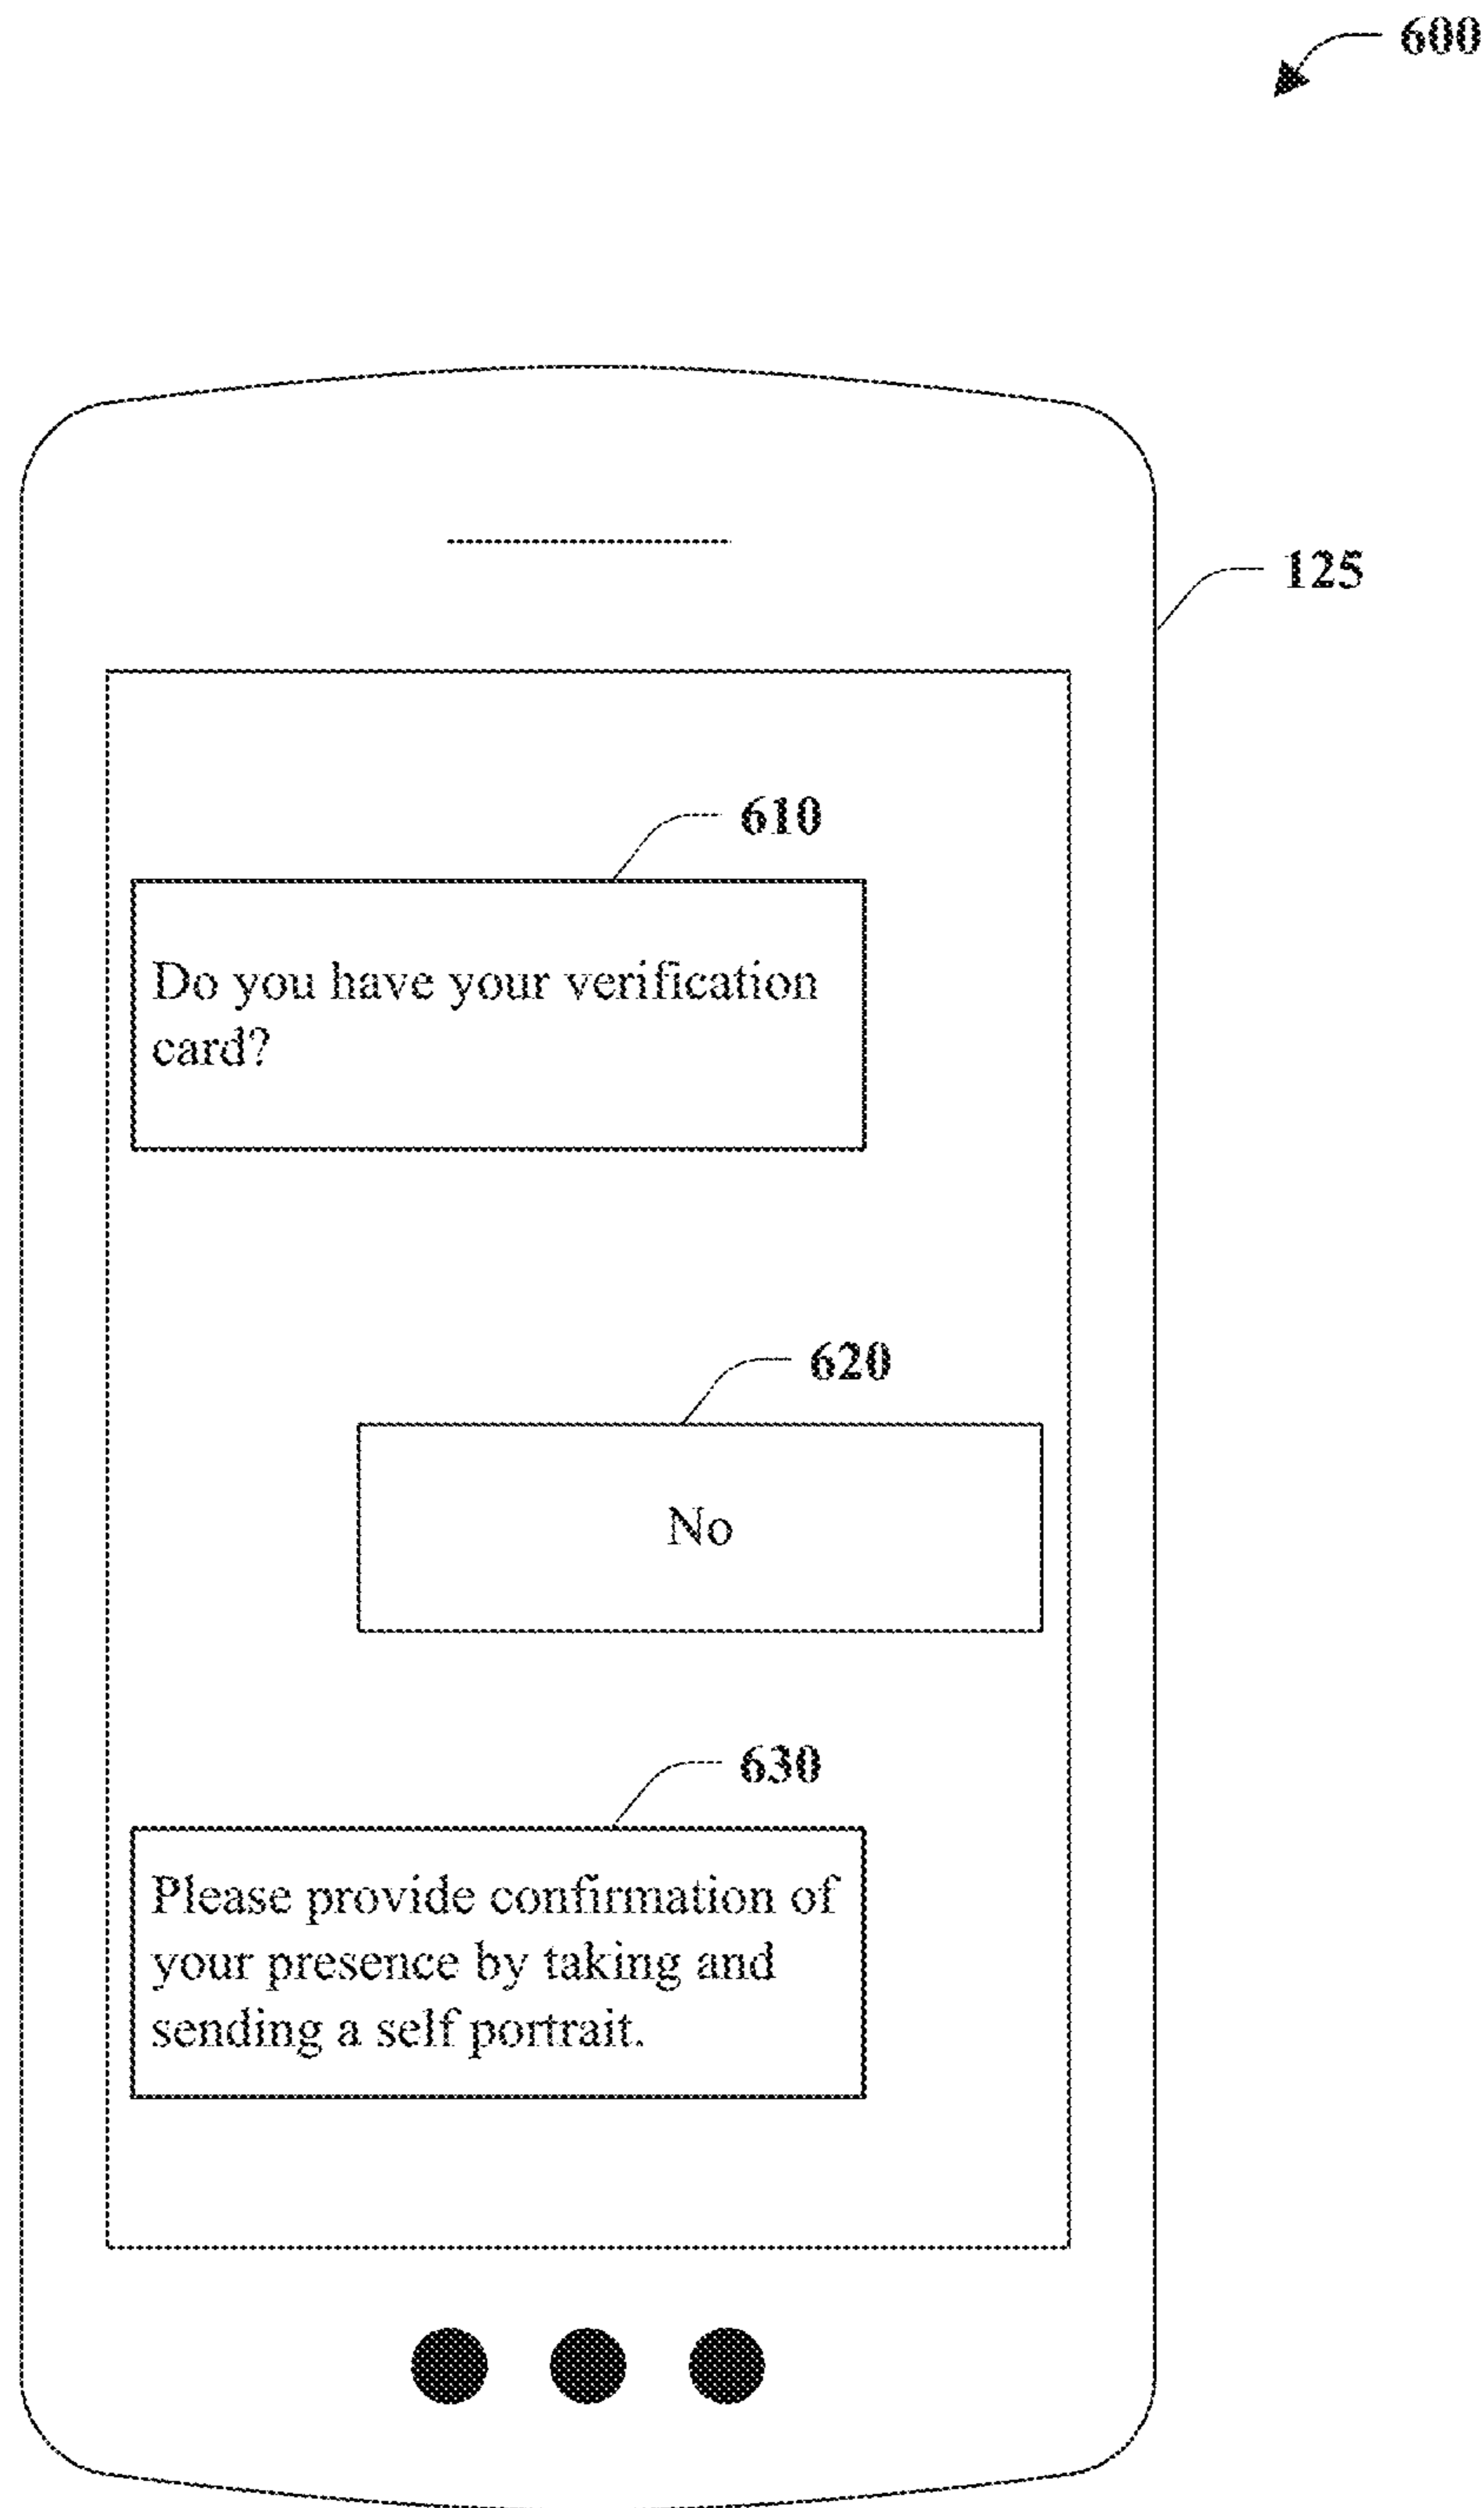 600
125
610
Do you have your verification
card?
620
No
630
Please provide confirmation of
your presence by taking and
sending a self portrait.